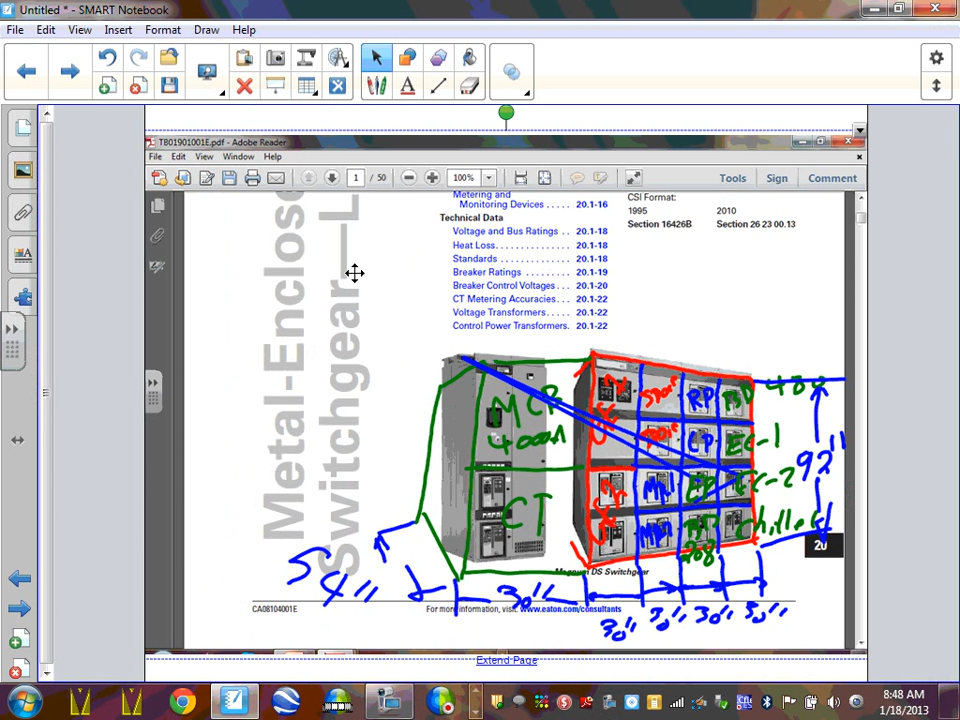 Untitled * - SMART Notebook
File Edit View Insert Format Draw Help
TB01901001E.pdf - Adobe Reader
File Edit View Window Help
1 / 50 100% Tools Sign Comment
Metal-Enclose
Switchgear—L
Metering and
Monitoring Devices . . . . . 20.1-16
Technical Data
Voltage and Bus Ratings . . 20.1-18
Heat Loss. . . . . . . . . . . . . . 20.1-18
Standards . . . . . . . . . . . . . 20.1-18
Breaker Ratings . . . . . . . . 20.1-19
Breaker Control Voltages . . . 20.1-20
CT Metering Accuracies. . . . 20.1-22
Voltage Transformers. . . . . 20.1-22
Control Power Transformers. 20.1-22
CSI Format:
1995 2010
Section 16426B Section 26 23 00.13
MCB
4000A
CT
RP
CP
EC-1
EC-2
Chiller
208
92"
54"
30"
30" 30" 30" 30"
20
Magnum DS Switchgear
CA08104001E
For more information, visit: www.eaton.com/consultants
Extend Page
8:48 AM
1/18/2013